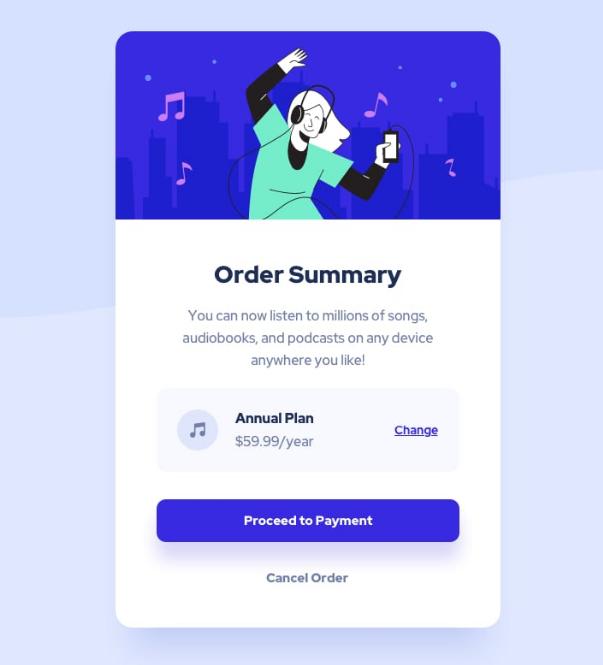 Order Summary
You can now listen to millions of songs,
audiobooks, and podcasts on any device
anywhere you like!
Annual Plan
$59.99/year
Change
Proceed to Payment
Cancel Order